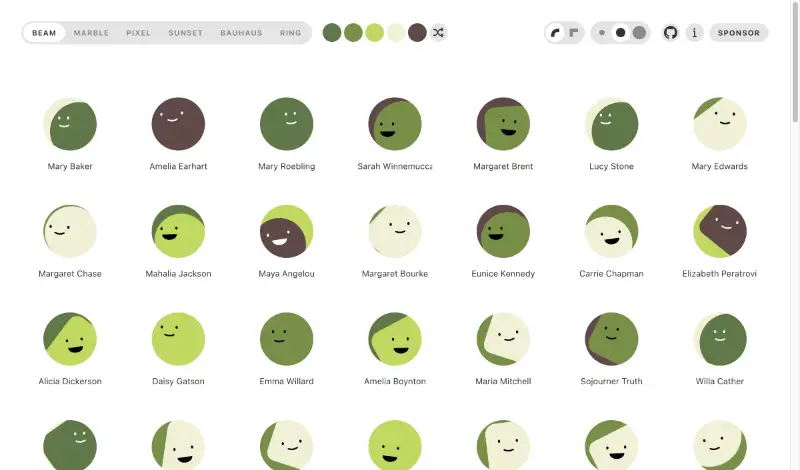 BEAM MARBLE PIXEL SUNSET BAUHAUS RING SPONSOR
Mary Baker Amelia Earhart Mary Roebling Sarah Winnemucca Margaret Brent Lucy Stone Mary Edwards
Margaret Chase Mahalia Jackson Maya Angelou Margaret Bourke Eunice Kennedy Carrie Chapman Elizabeth Peratrovi
Alicia Dickerson Daisy Gatson Emma Willard Amelia Boynton Maria Mitchell Sojourner Truth Willa Cather